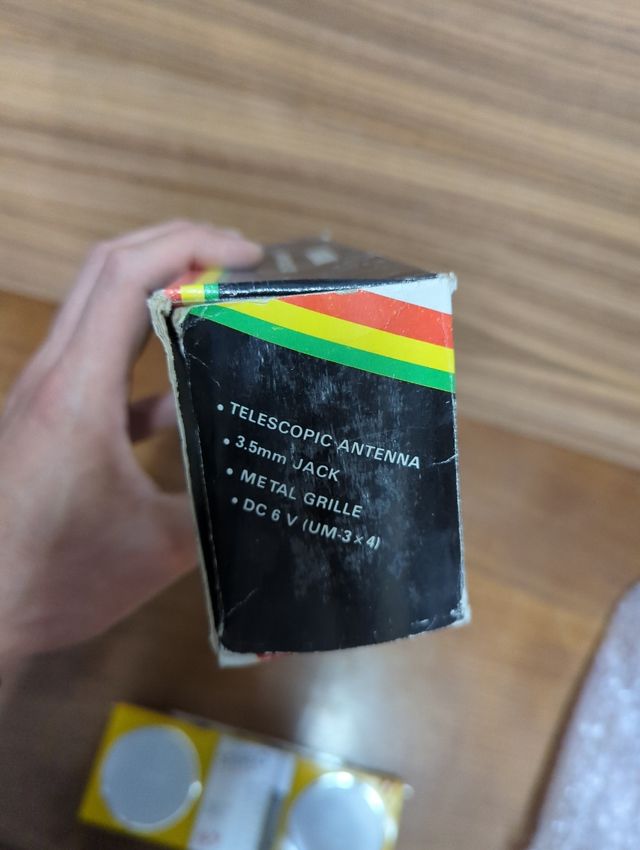 • TELESCOPIC ANTENNA
• 3.5mm JACK
• METAL GRILLE
• DC 6 V (UM-3×4)